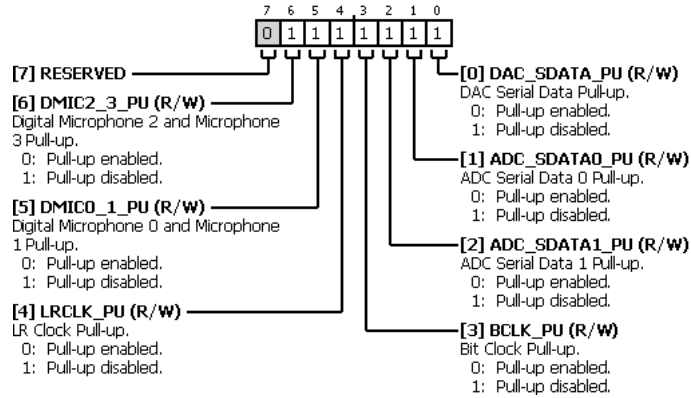 7 6 5 4 3 2 1 0
0 1 1 1 1 1 1 1
[7] RESERVED
[6] DMIC2_3_PU (R/W)
Digital Microphone 2 and Microphone
3 Pull-up.
0: Pull-up enabled.
1: Pull-up disabled.
[5] DMIC0_1_PU (R/W)
Digital Microphone 0 and Microphone
1 Pull-up.
0: Pull-up enabled.
1: Pull-up disabled.
[4] LRCLK_PU (R/W)
LR Clock Pull-up.
0: Pull-up enabled.
1: Pull-up disabled.
[0] DAC_SDATA_PU (R/W)
DAC Serial Data Pull-up.
0: Pull-up enabled.
1: Pull-up disabled.
[1] ADC_SDATA0_PU (R/W)
ADC Serial Data 0 Pull-up.
0: Pull-up enabled.
1: Pull-up disabled.
[2] ADC_SDATA1_PU (R/W)
ADC Serial Data 1 Pull-up.
0: Pull-up enabled.
1: Pull-up disabled.
[3] BCLK_PU (R/W)
Bit Clock Pull-up.
0: Pull-up enabled.
1: Pull-up disabled.